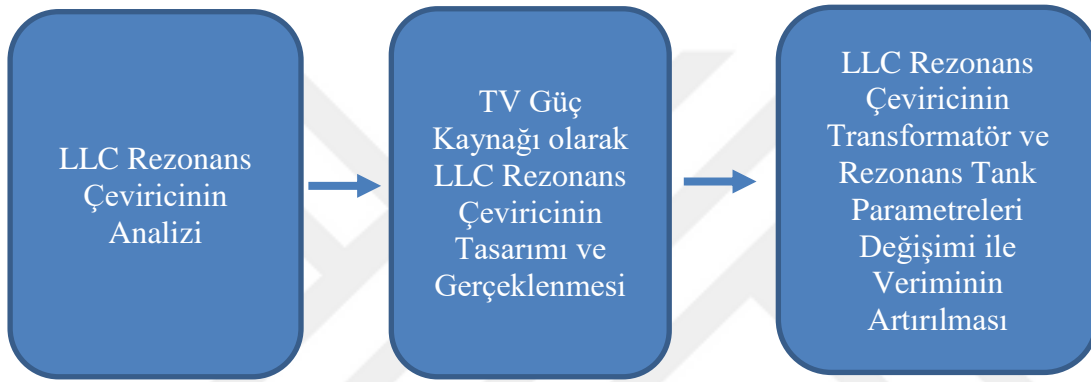 LLC Rezonans
Çeviricinin
Analizi
TV Güç
Kaynağı olarak
LLC Rezonans
Çeviricinin
Tasarımı ve
Gerçeklenmesi
LLC Rezonans
Çeviricinin
Transformatör ve
Rezonans Tank
Parametreleri
Değişimi ile
Veriminin
Artırılması